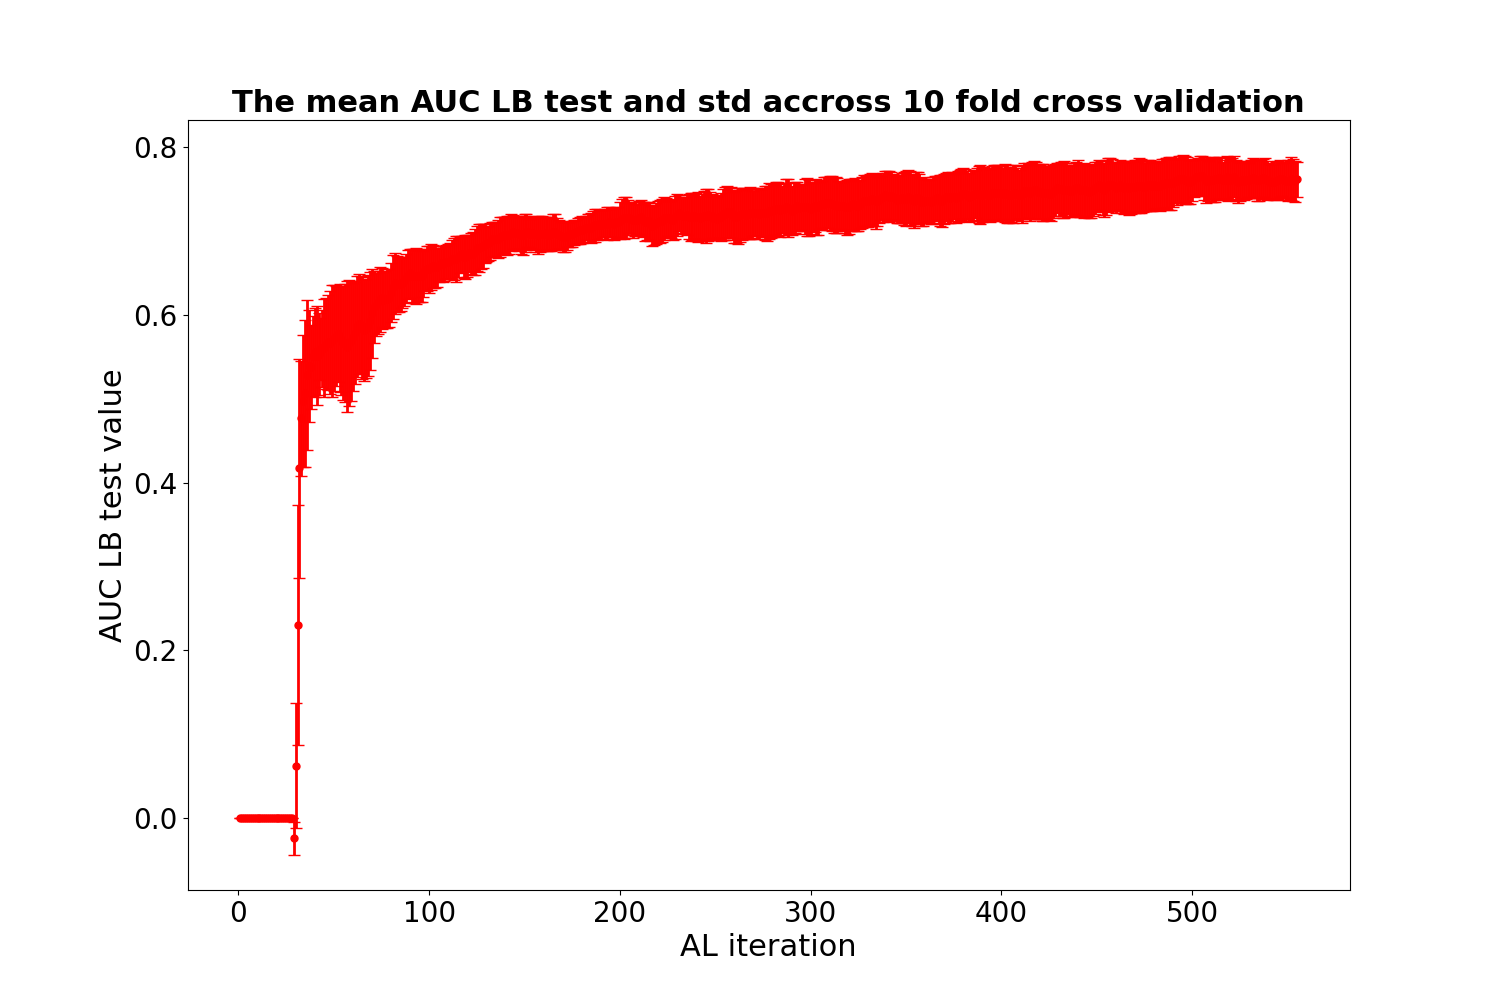 The mean AUC LB test and std accross 10 fold cross validation
0.8
0.6
0.4
0.2
0.0
AUC LB test value
0 100 200 300 400 500
AL iteration